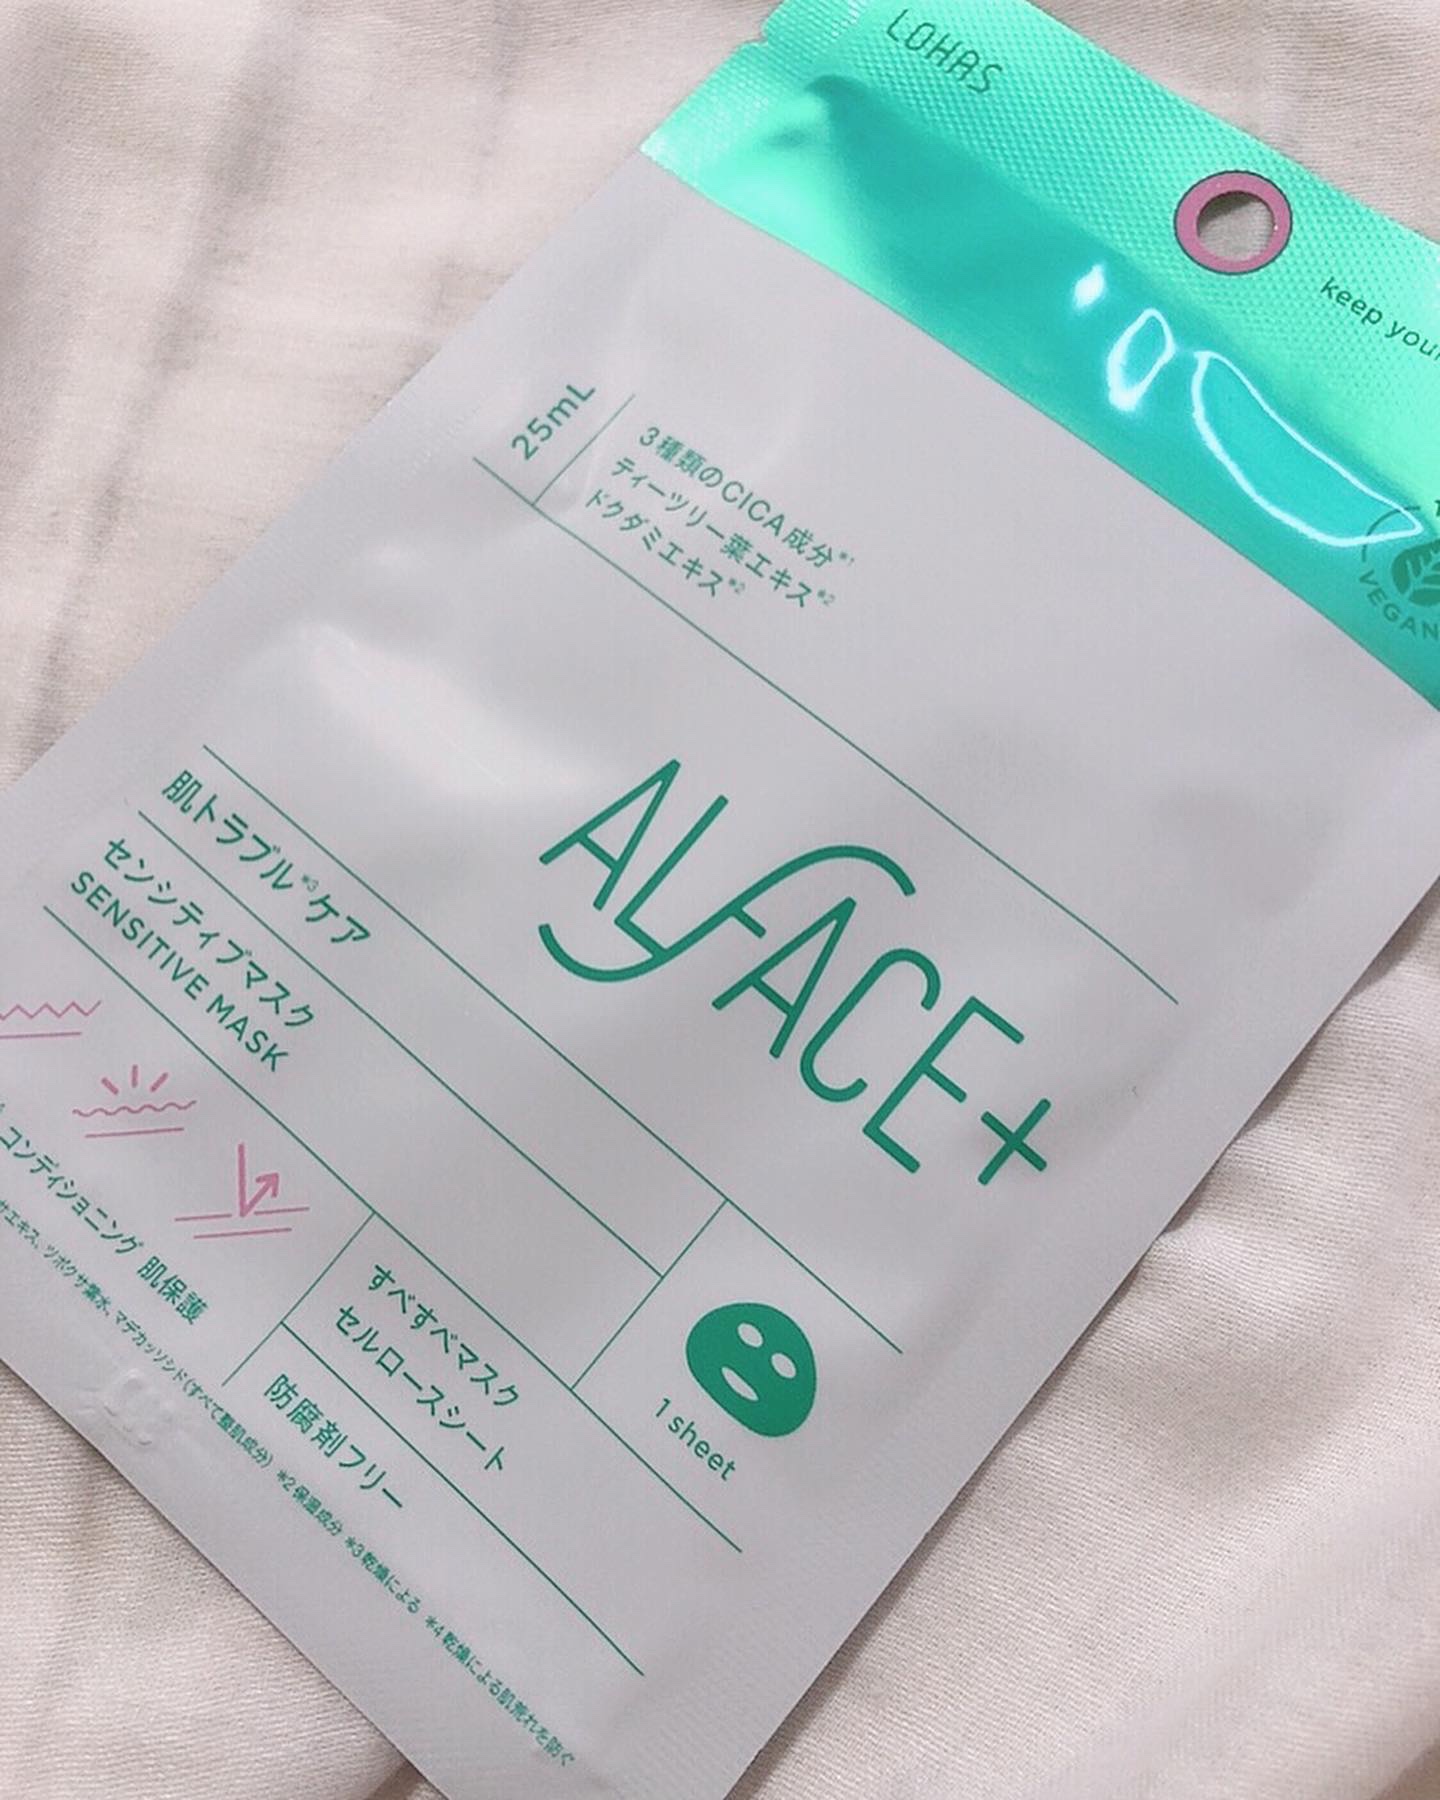 LOHAS
keep your
VEGAN
25mL
3種類のCICA成分※1
ティーツリー葉エキス※2
ドクダミエキス※2
ALFACE+
肌トラブル※3ケア
センシティブマスク
SENSITIVE MASK
コンディショニング 肌保護
すべすべマスク
セルロースシート
防腐剤フリー
1 sheet
サエキス、ツボクサ葉水、マデカッソシド(すべて整肌成分) ※2 保湿成分 ※3 乾燥による ※4 乾燥による肌荒れを防ぐ